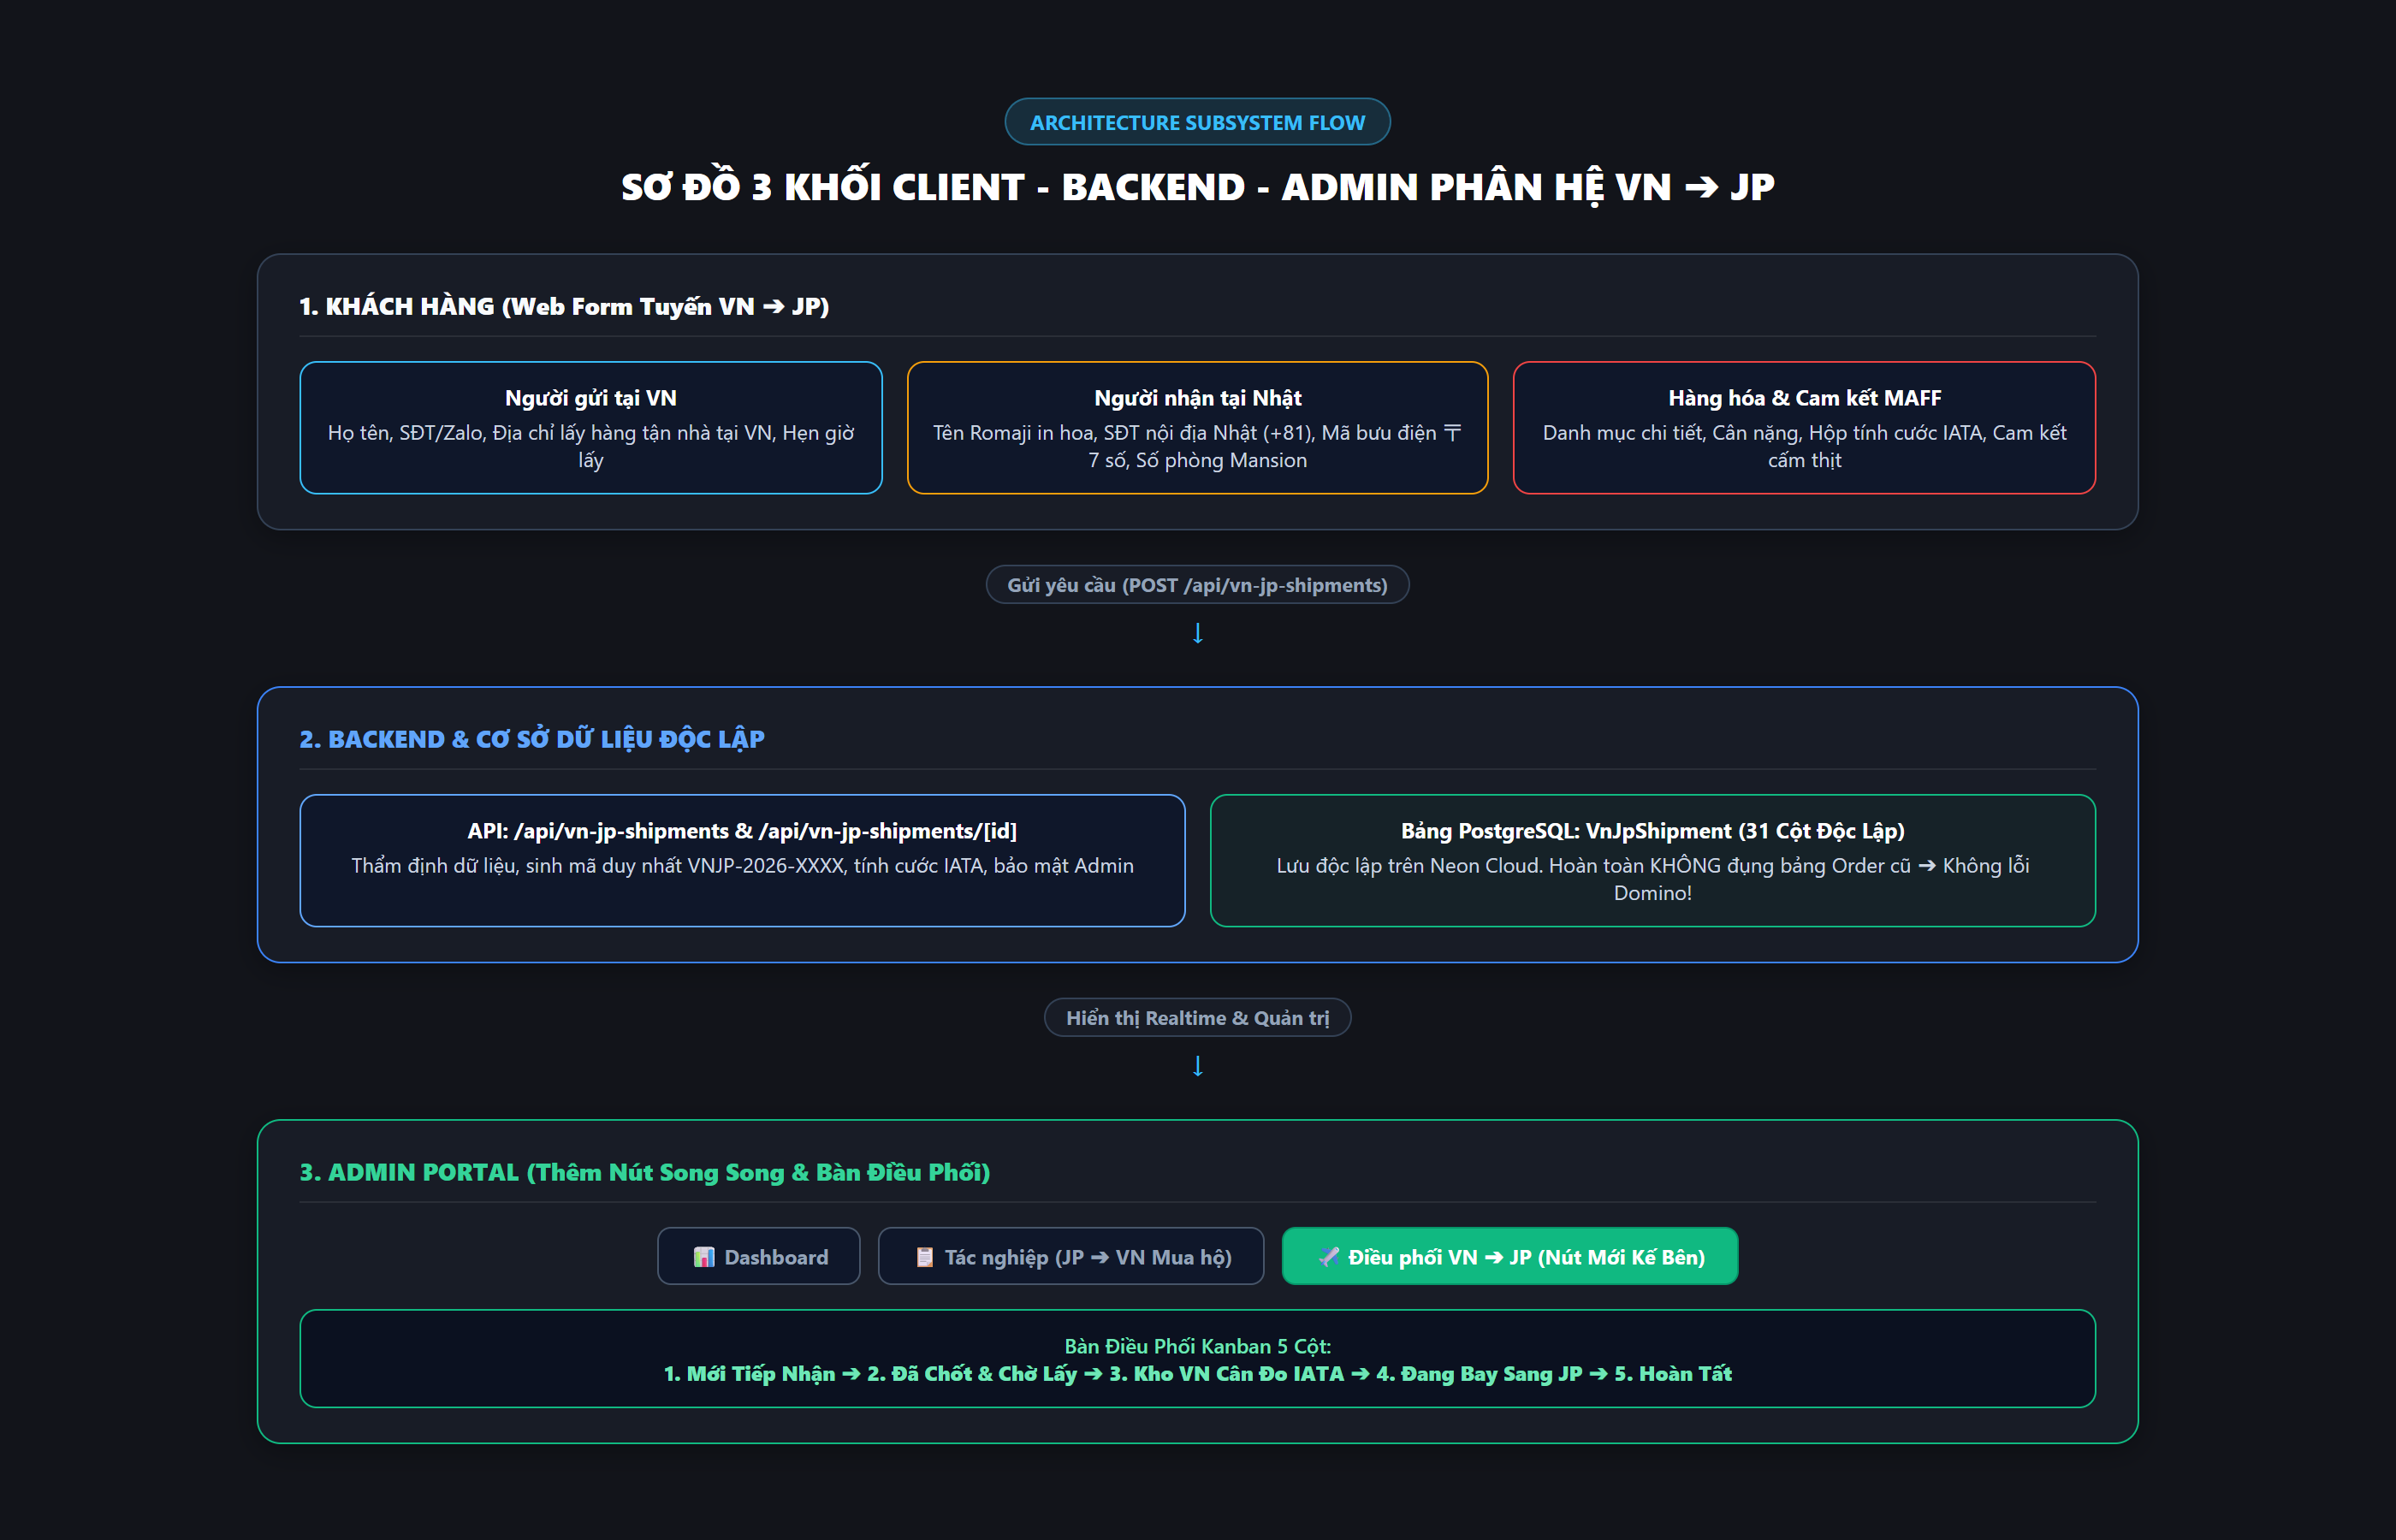 ARCHITECTURE SUBSYSTEM FLOW
SƠ ĐỒ 3 KHỐI CLIENT - BACKEND - ADMIN PHÂN HỆ VN ➔ JP
1. KHÁCH HÀNG (Web Form Tuyến VN ➔ JP)
Người gửi tại VN
Họ tên, SĐT/Zalo, Địa chỉ lấy hàng tận nhà tại VN, Hẹn giờ
lấy
Người nhận tại Nhật
Tên Romaji in hoa, SĐT nội địa Nhật (+81), Mã bưu điện 〒
7 số, Số phòng Mansion
Hàng hóa & Cam kết MAFF
Danh mục chi tiết, Cân nặng, Hộp tính cước IATA, Cam kết
cấm thịt
Gửi yêu cầu (POST /api/vn-jp-shipments)
↓
2. BACKEND & CƠ SỞ DỮ LIỆU ĐỘC LẬP
API: /api/vn-jp-shipments & /api/vn-jp-shipments/[id]
Thẩm định dữ liệu, sinh mã duy nhất VNJP-2026-XXXX, tính cước IATA, bảo mật Admin
Bảng PostgreSQL: VnJpShipment (31 Cột Độc Lập)
Lưu độc lập trên Neon Cloud. Hoàn toàn KHÔNG đụng bảng Order cũ ➔ Không lỗi
Domino!
Hiển thị Realtime & Quản trị
↓
3. ADMIN PORTAL (Thêm Nút Song Song & Bàn Điều Phối)
📊 Dashboard
📋 Tác nghiệp (JP ➔ VN Mua hộ)
✈️ Điều phối VN ➔ JP (Nút Mới Kế Bên)
Bàn Điều Phối Kanban 5 Cột:
1. Mới Tiếp Nhận ➔ 2. Đã Chốt & Chờ Lấy ➔ 3. Kho VN Cân Đo IATA ➔ 4. Đang Bay Sang JP ➔ 5. Hoàn Tất